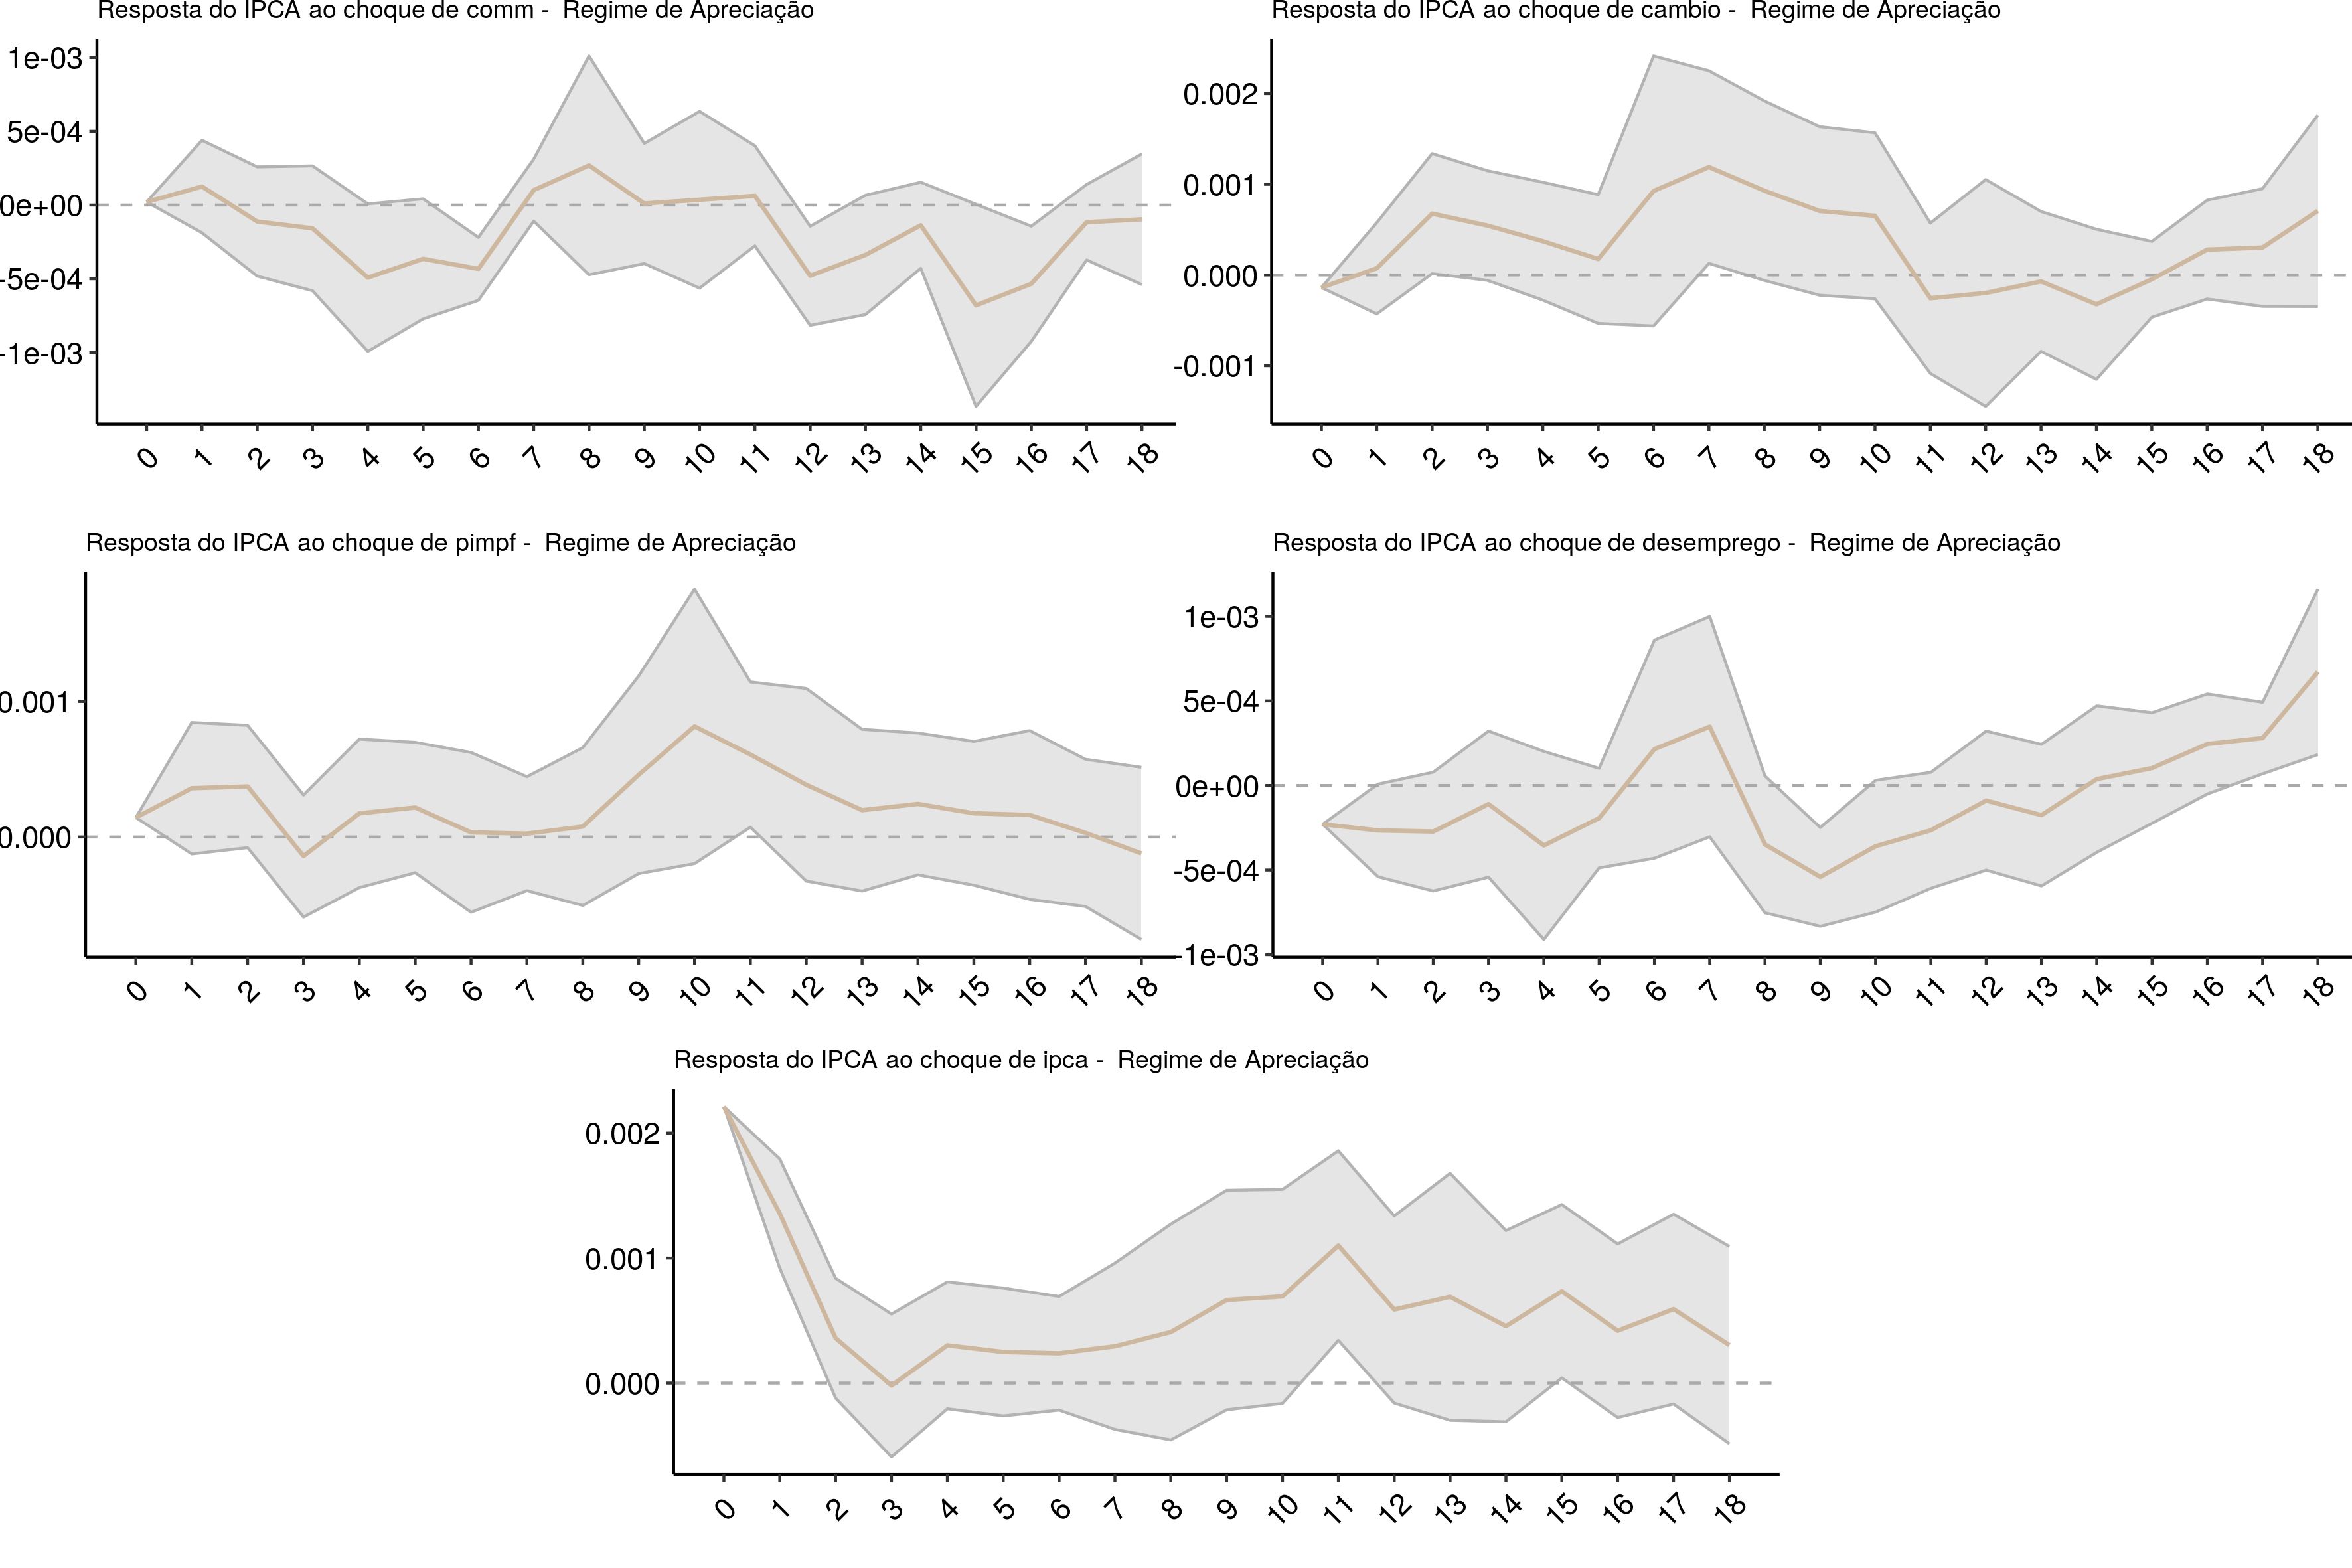 Resposta do IPCA ao choque de comm -  Regime de Apreciação
1e-03
5e-04
0e+00
-5e-04
-1e-03
0 1 2 3 4 5 6 7 8 9 10 11 12 13 14 15 16 17 18
Resposta do IPCA ao choque de cambio -  Regime de Apreciação
0.002
0.001
0.000
-0.001
0 1 2 3 4 5 6 7 8 9 10 11 12 13 14 15 16 17 18
Resposta do IPCA ao choque de pimpf -  Regime de Apreciação
0.001
0.000
0 1 2 3 4 5 6 7 8 9 10 11 12 13 14 15 16 17 18
Resposta do IPCA ao choque de desemprego -  Regime de Apreciação
1e-03
5e-04
0e+00
-5e-04
-1e-03
0 1 2 3 4 5 6 7 8 9 10 11 12 13 14 15 16 17 18
Resposta do IPCA ao choque de ipca -  Regime de Apreciação
0.002
0.001
0.000
0 1 2 3 4 5 6 7 8 9 10 11 12 13 14 15 16 17 18